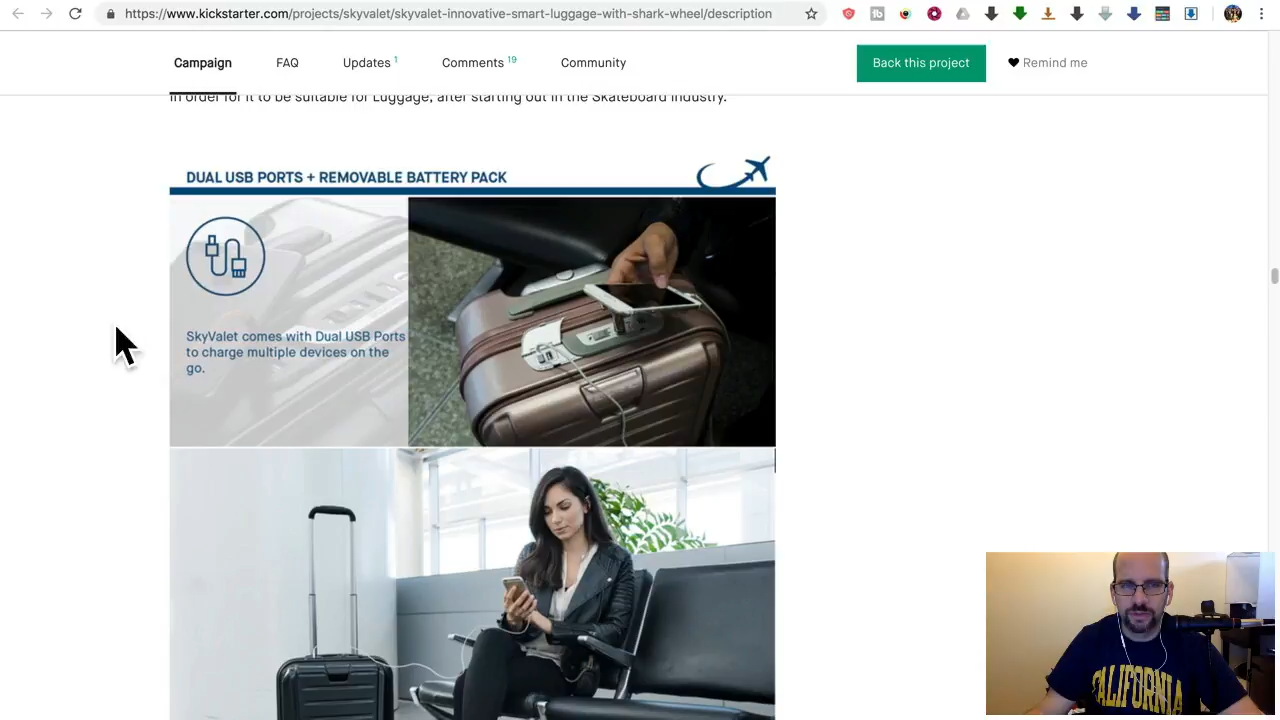 https://www.kickstarter.com/projects/skyvalet/skyvalet-innovative-smart-luggage-with-shark-wheel/description
Campaign FAQ Updates 1 Comments 19 Community Back this project Remind me
in order for it to be suitable for Luggage, after starting out in the Skateboard industry.
DUAL USB PORTS + REMOVABLE BATTERY PACK
SkyValet comes with Dual USB Ports
to charge multiple devices on the
go.
CALIFORNIA